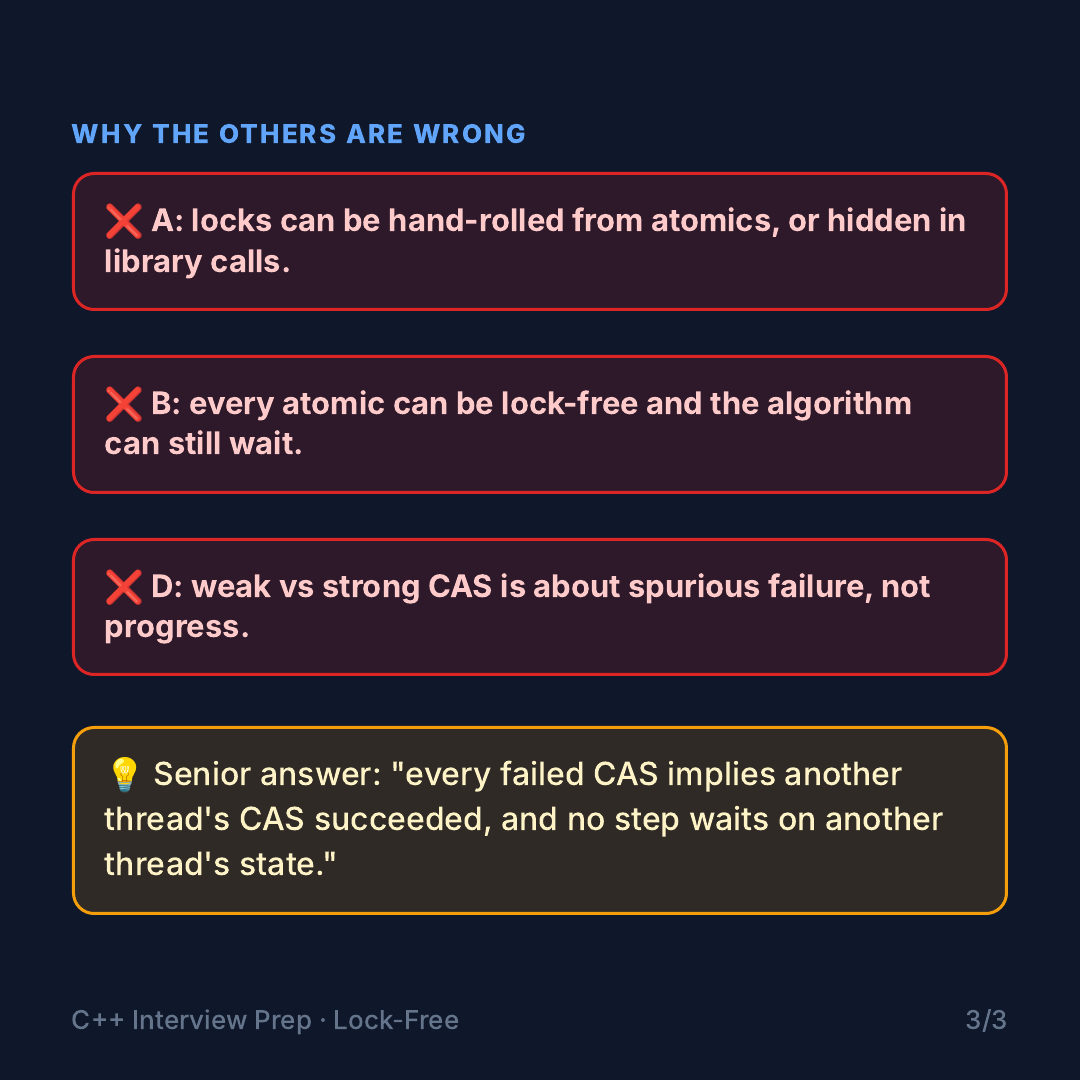 WHY THE OTHERS ARE WRONG
❌ A: locks can be hand-rolled from atomics, or hidden in
library calls.
❌ B: every atomic can be lock-free and the algorithm
can still wait.
❌ D: weak vs strong CAS is about spurious failure, not
progress.
💡 Senior answer: "every failed CAS implies another
thread's CAS succeeded, and no step waits on another
thread's state."
C++ Interview Prep · Lock-Free
3/3